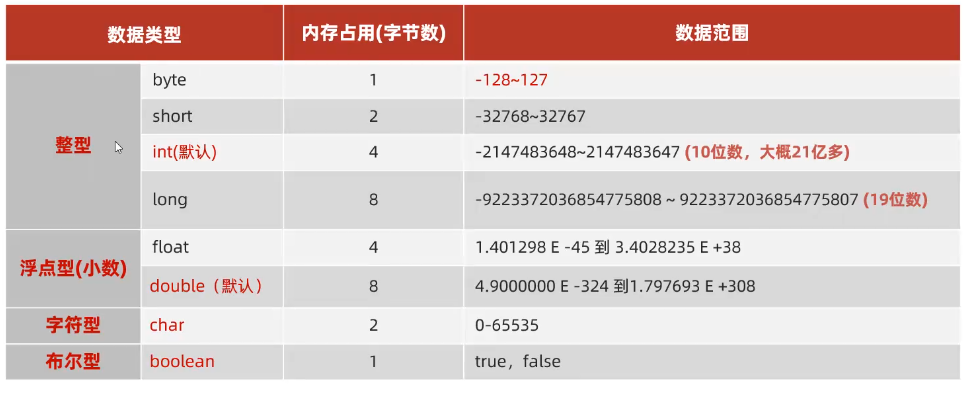 数据类型 内存占用(字节数) 数据范围
整型 byte 1 -128~127
short 2 -32768~32767
int(默认) 4 -2147483648~2147483647 (10位数，大概21亿多)
long 8 -9223372036854775808 ~ 9223372036854775807 (19位数)
浮点型(小数) float 4 1.401298 E -45 到 3.4028235 E +38
double（默认） 8 4.9000000 E -324 到1.797693 E +308
字符型 char 2 0-65535
布尔型 boolean 1 true，false